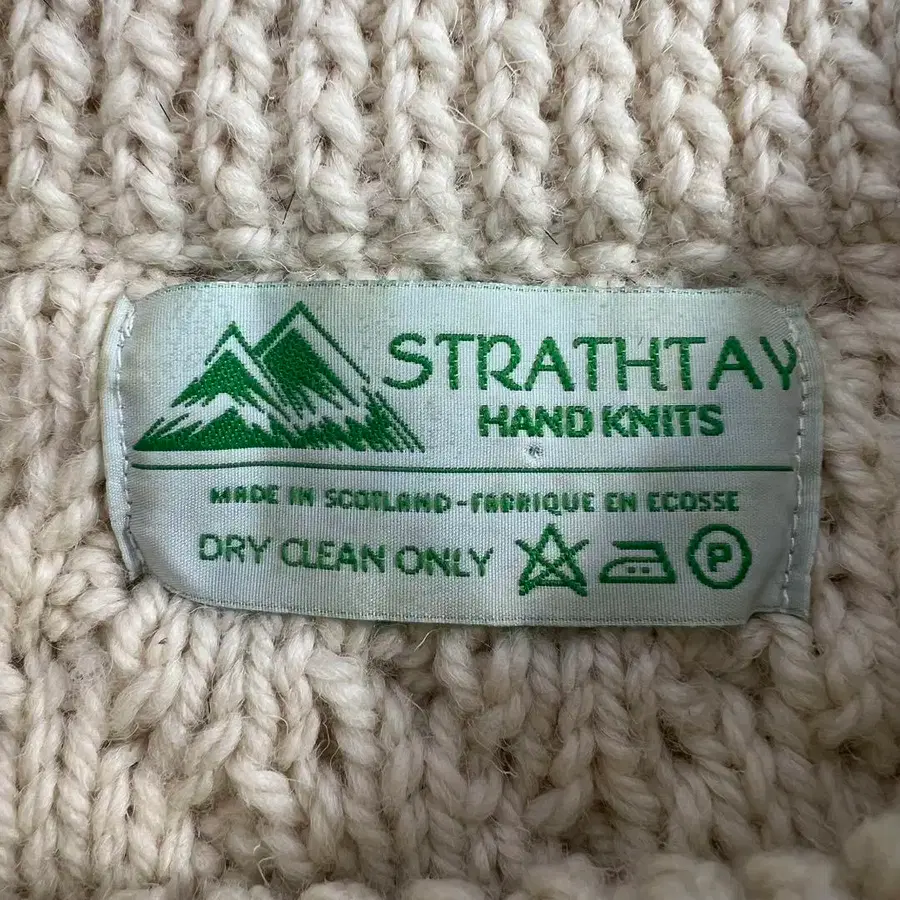 STRATHTAY
HAND KNITS
MADE IN SCOTLAND - FABRIQUE EN ECOSSE
DRY CLEAN ONLY P